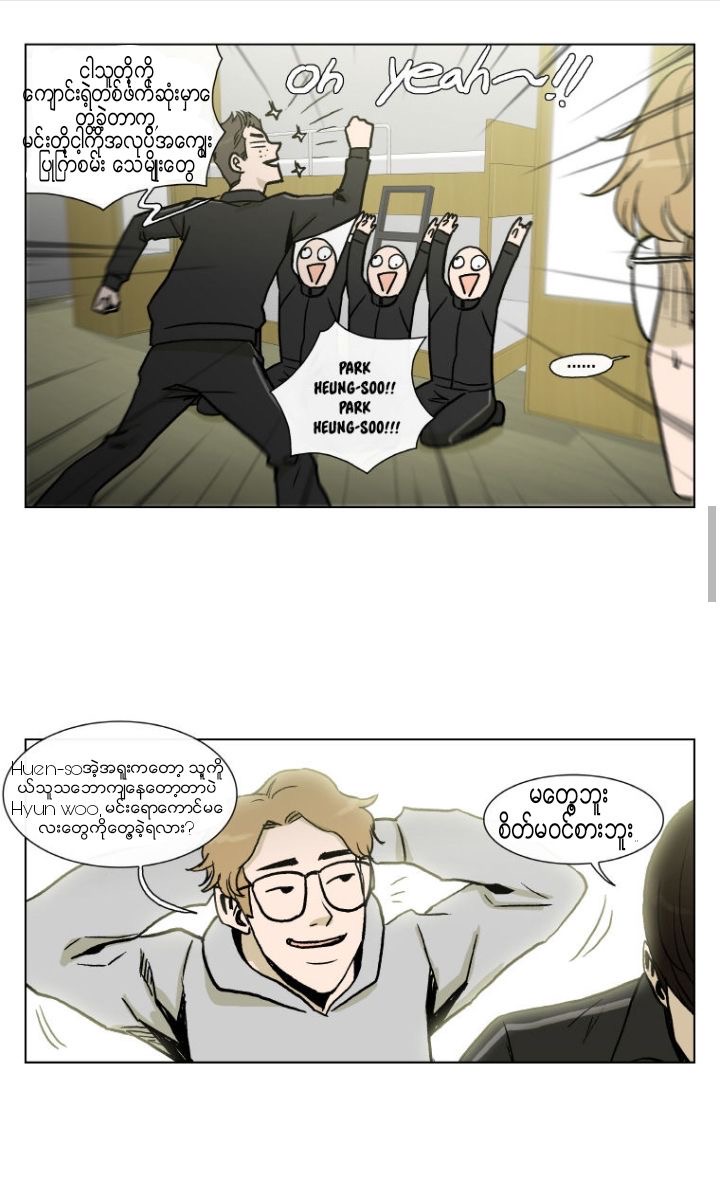 ငါသူတို့ကို
ကျောင်းရဲ့တစ်ဖက်ဆုံးမှာ
တွေ့ခဲ့တာကွ,
မင်းတို့ငါ့ကိုအလုပ်အကျွေး
ပြုကြစမ်း သေမျိုးတွေ
oh yeah~!!
PARK
HEUNG-SOO!!
PARK
HEUNG-SOO!!!
......
Huen-soအဲ့အရူးကတော့ သူ့ကို
ယ်သူသဘောကျနေတော့တာပဲ
Hyun woo, မင်းရောကောင်မ
လေးတွေကိုတွေ့ခဲ့ရလား?
မတွေ့ဘူး
စိတ်မဝင်စားဘူး..